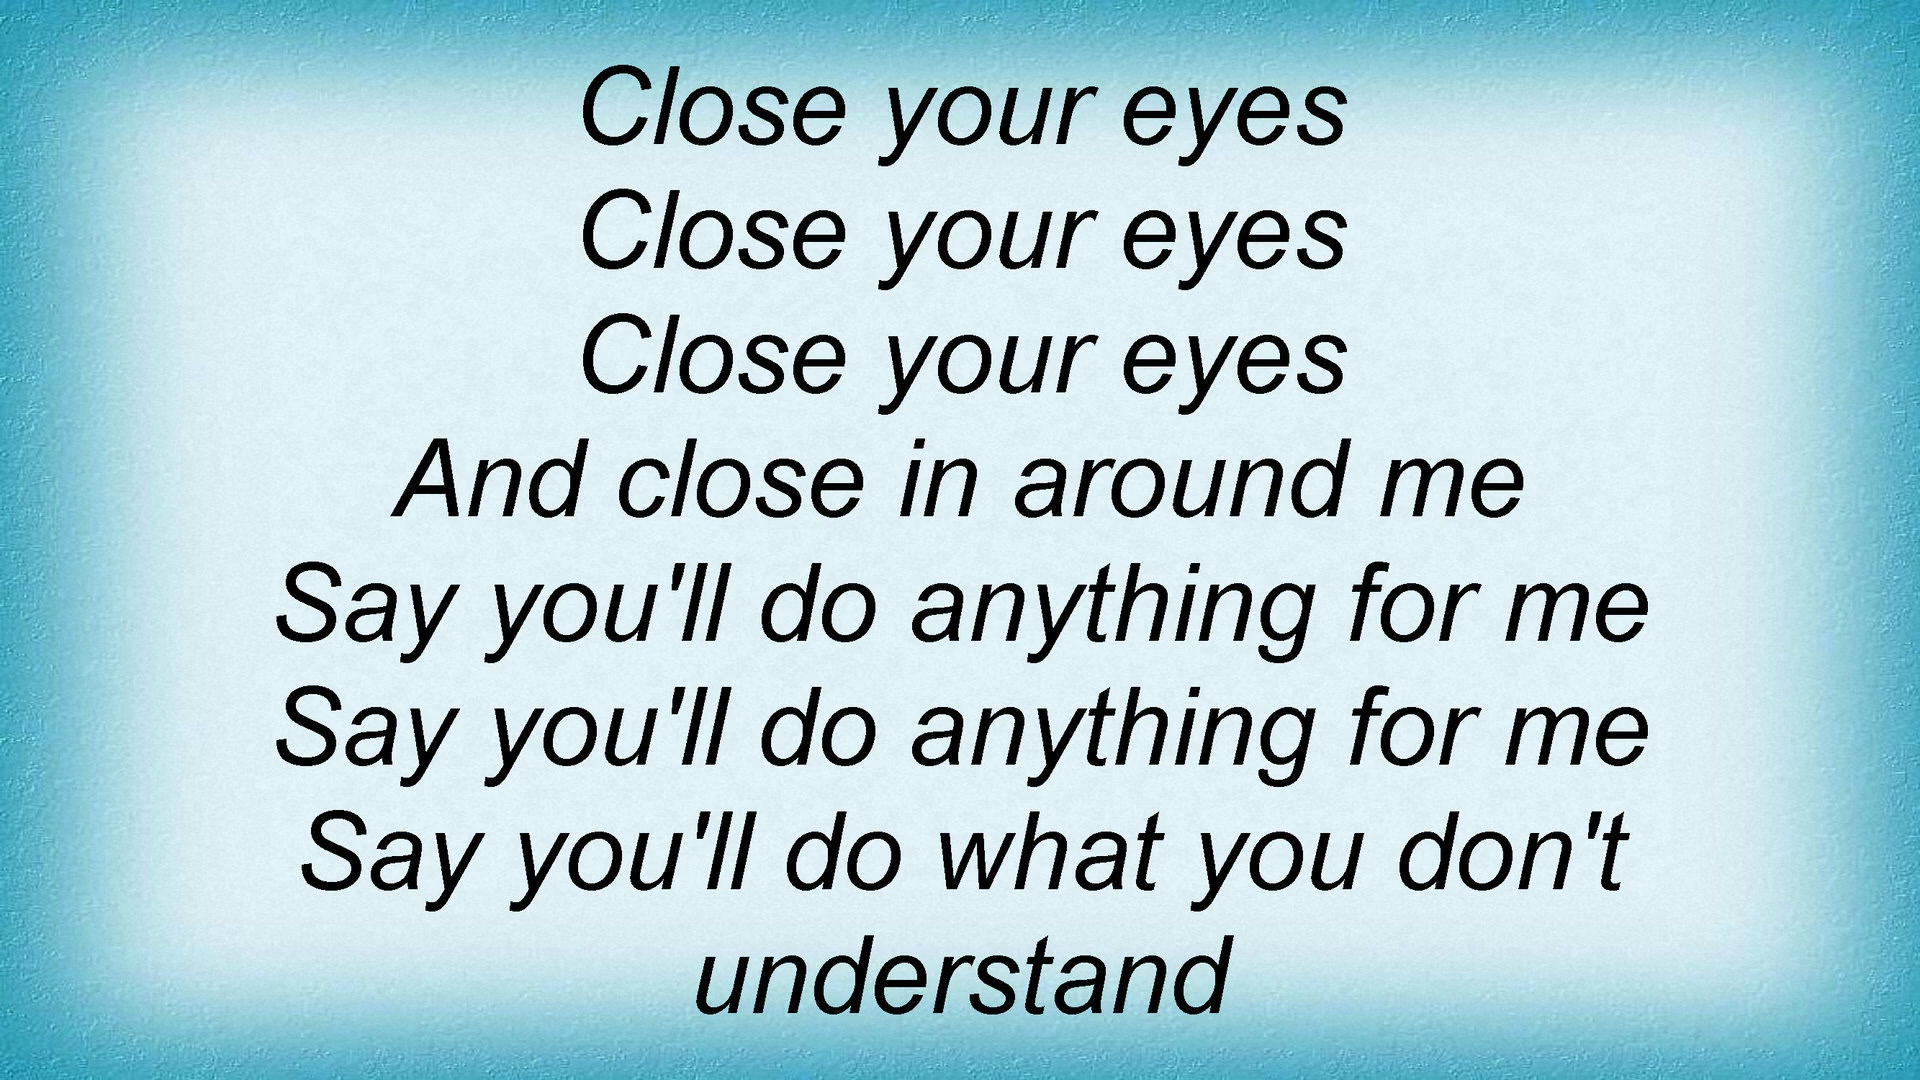 Close your eyes
Close your eyes
Close your eyes
And close in around me
Say you'll do anything for me
Say you'll do anything for me
Say you'll do what you don't
understand